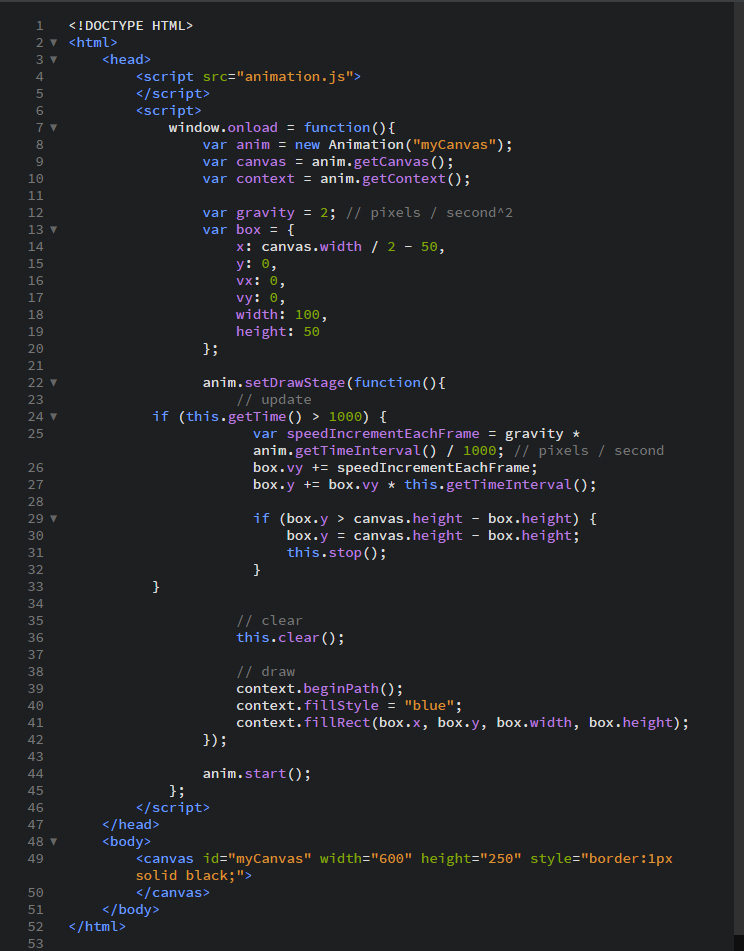 1 <!DOCTYPE HTML>
2 <html>
3 <head>
4 <script src="animation.js">
5 </script>
6 <script>
7 window.onload = function(){
8 var anim = new Animation("myCanvas");
9 var canvas = anim.getCanvas();
10 var context = anim.getContext();
11
12 var gravity = 2; // pixels / second^2
13 var box = {
14 x: canvas.width / 2 - 50,
15 y: 0,
16 vx: 0,
17 vy: 0,
18 width: 100,
19 height: 50
20 };
21
22 anim.setDrawStage(function(){
23 // update
24 if (this.getTime() > 1000) {
25 var speedIncrementEachFrame = gravity *
anim.getTimeInterval() / 1000; // pixels / second
26 box.vy += speedIncrementEachFrame;
27 box.y += box.vy * this.getTimeInterval();
28
29 if (box.y > canvas.height - box.height) {
30 box.y = canvas.height - box.height;
31 this.stop();
32 }
33 }
34
35 // clear
36 this.clear();
37
38 // draw
39 context.beginPath();
40 context.fillStyle = "blue";
41 context.fillRect(box.x, box.y, box.width, box.height);
42 });
43
44 anim.start();
45 };
46 </script>
47 </head>
48 <body>
49 <canvas id="myCanvas" width="600" height="250" style="border:1px
solid black;">
50 </canvas>
51 </body>
52 </html>
53